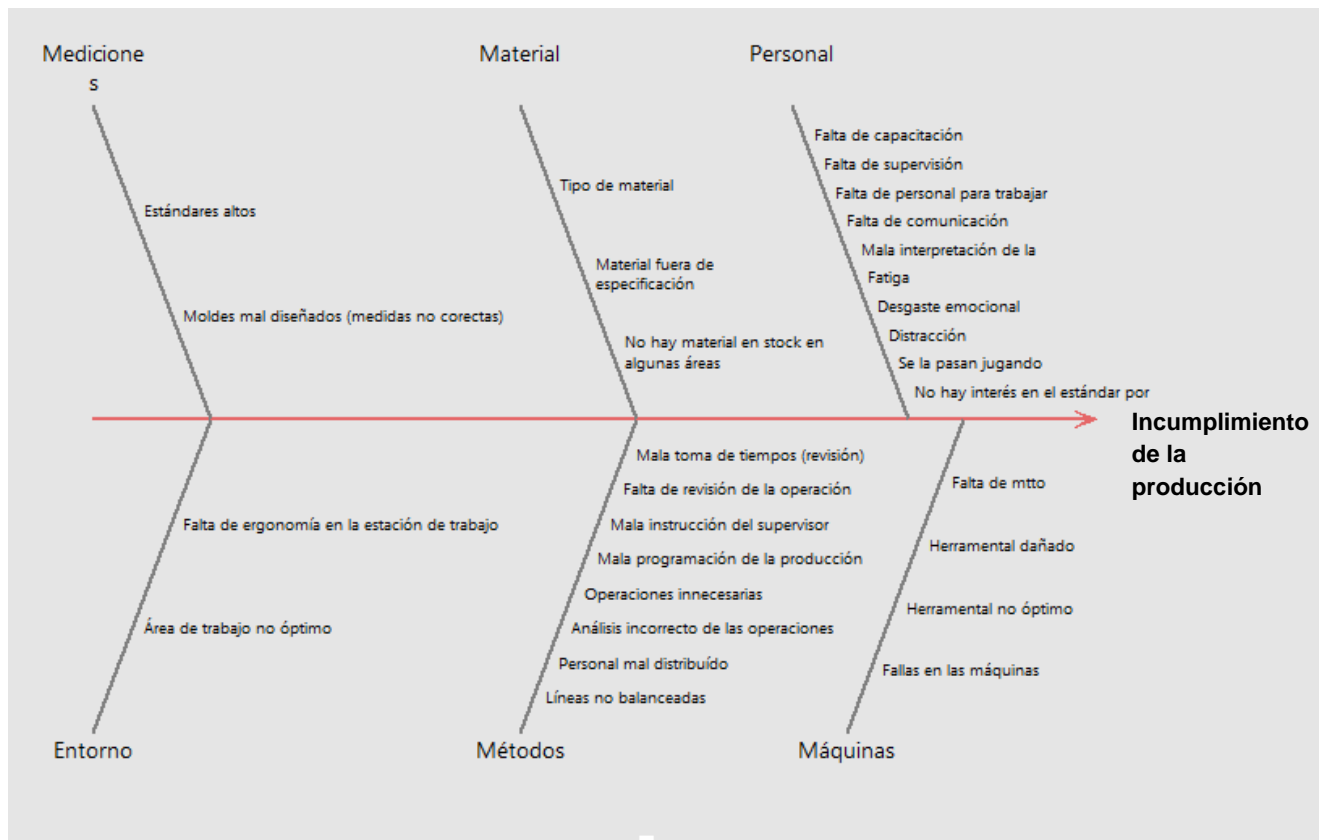 Medicione
s
Material
Personal
Estándares altos
Moldes mal diseñados (medidas no corectas)
Tipo de material
Material fuera de
especificación
No hay material en stock en
algunas áreas
Falta de capacitación
Falta de supervisión
Falta de personal para trabajar
Falta de comunicación
Mala interpretación de la
Fatiga
Desgaste emocional
Distracción
Se la pasan jugando
No hay interés en el estándar por
Incumplimiento
de la
producción
Falta de ergonomía en la estación de trabajo
Área de trabajo no óptimo
Mala toma de tiempos (revisión)
Falta de revisión de la operación
Mala instrucción del supervisor
Mala programación de la producción
Operaciones innecesarias
Análisis incorrecto de las operaciones
Personal mal distribuído
Líneas no balanceadas
Falta de mtto
Herramental dañado
Herramental no óptimo
Fallas en las máquinas
Entorno
Métodos
Máquinas